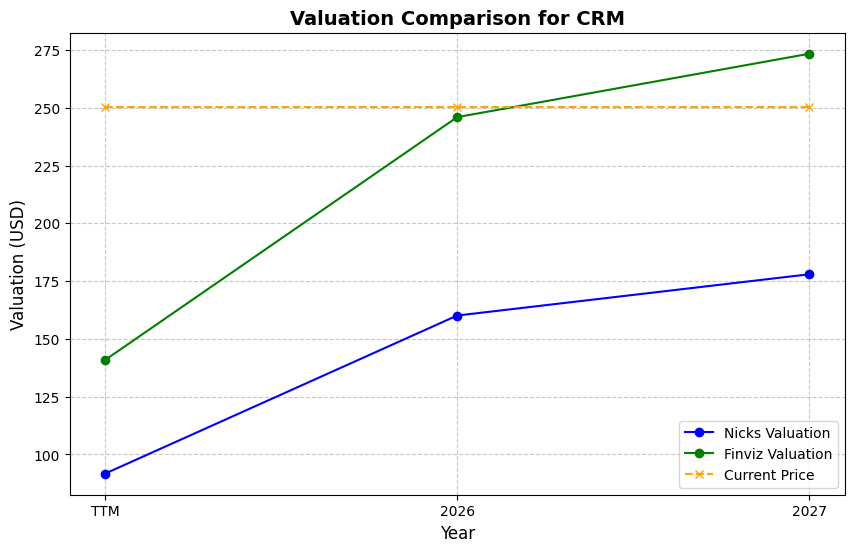 Valuation Comparison for CRM
Valuation (USD)
275
250
225
200
175
150
125
100
TTM
2026
2027
Year
Nicks Valuation
Finviz Valuation
Current Price